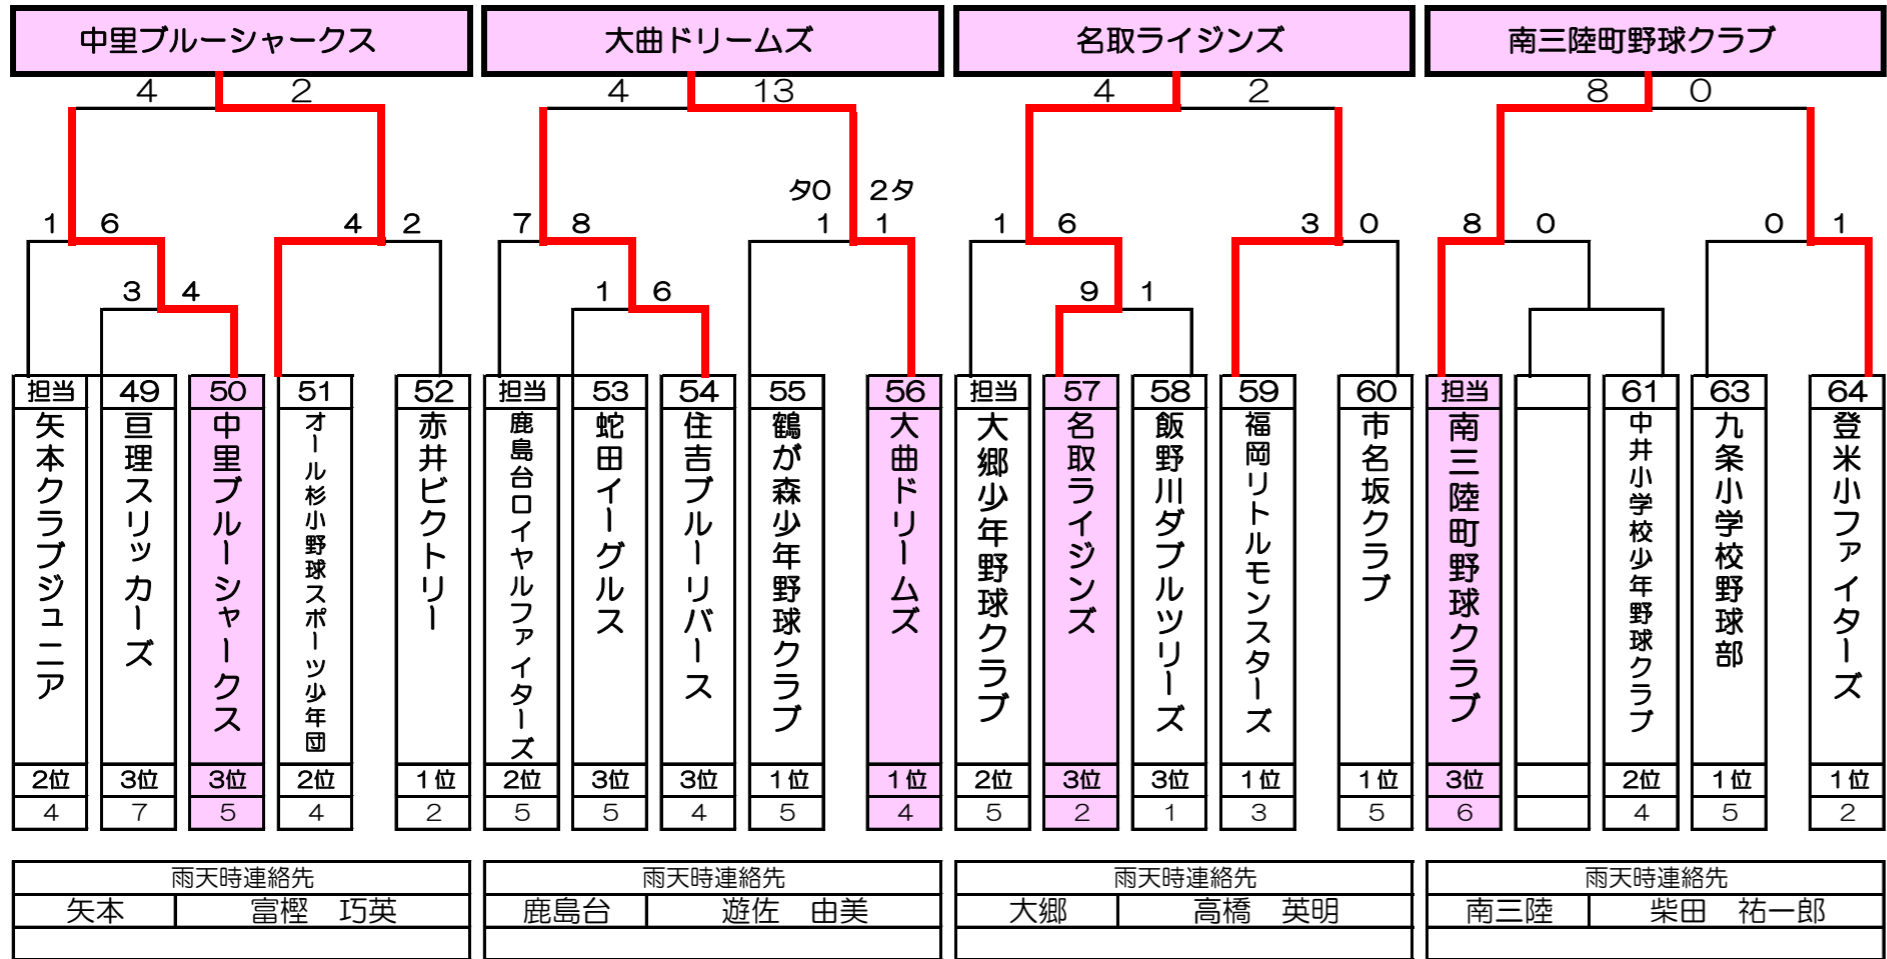 中里ブルーシャークス 大曲ドリームズ 名取ライジンズ 南三陸町野球クラブ
4 2 4 13 4 2 8 0
タ0 2タ
1 6 4 2 7 8 1 1 1 6 3 0 8 0 0 1
3 4 1 6 9 1
担当 49 50 51 52 担当 53 54 55 56 担当 57 58 59 60 担当 61 63 64
矢本クラブジュニア
亘理スリッカーズ
中里ブルーシャークス
オール杉小野球スポーツ少年団
赤井ビクトリー
鹿島台ロイヤルファイターズ
蛇田イーグルス
住吉ブルーリバース
鶴が森少年野球クラブ
大曲ドリームズ
大郷少年野球クラブ
名取ライジンズ
飯野川ダブルツリーズ
福岡リトルモンスターズ
市名坂クラブ
南三陸町野球クラブ
中井小学校少年野球クラブ
九条小学校野球部
登米小ファイターズ
2位 3位 3位 2位 1位 2位 3位 3位 1位 1位 2位 3位 3位 1位 1位 3位 2位 1位 1位
4 7 5 4 2 5 5 4 5 4 5 2 1 3 5 6 4 5 2
雨天時連絡先 雨天時連絡先 雨天時連絡先 雨天時連絡先
矢本 富樫 巧英 鹿島台 遊佐 由美 大郷 高橋 英明 南三陸 柴田 祐一郎